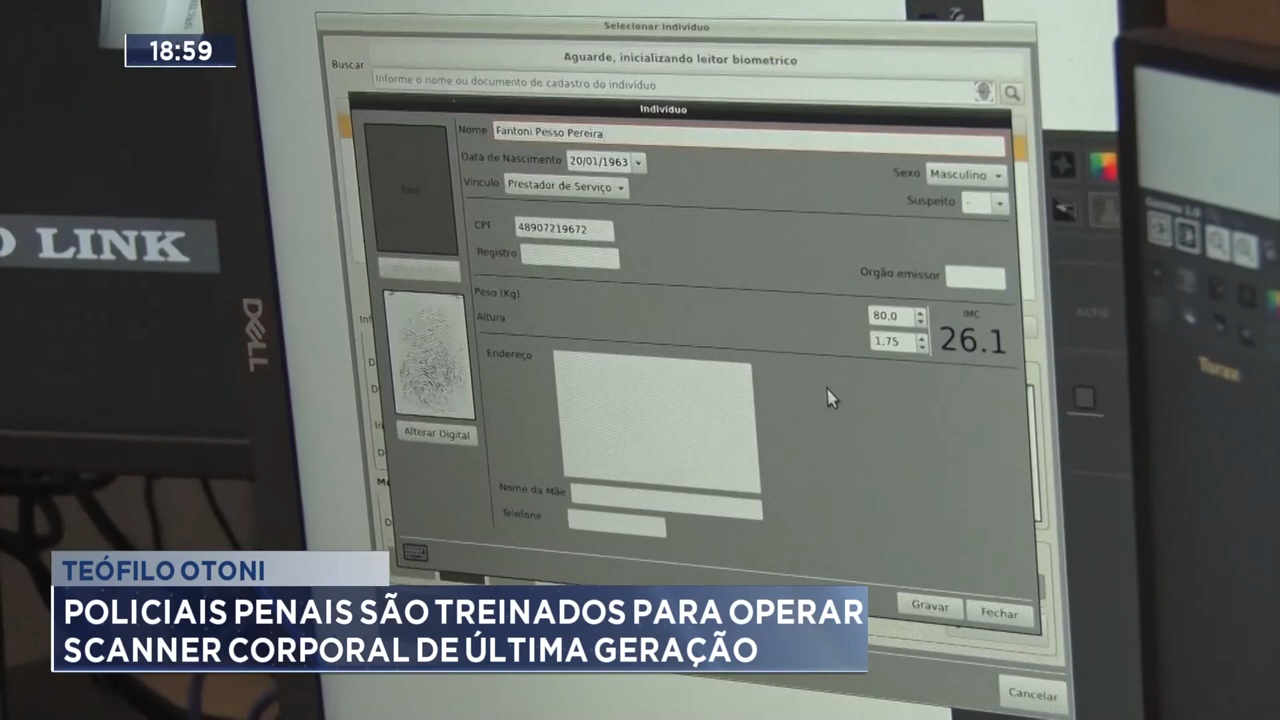 18:59
Selecionar indivíduo
Aguarde, inicializando leitor biometrico
Buscar
Informe o nome ou documento de cadastro do indivíduo
Indivíduo
Nome Fantoni Pesso Pereira
Data de Nascimento 20/01/1963
Sexo Masculino
Vinculo Prestador de Serviço
Suspeito -
CPF 48907219672
Registro
Orgão emissor
Peso (Kg) 80,0
IMC
Altura 1,75
26.1
Endereço
Alterar Digital
Nome da Mãe
Telefone
Gravar Fechar
Cancelar
LINK
DELL
ALTO
Torax
TEÓFILO OTONI
POLICIAIS PENAIS SÃO TREINADOS PARA OPERAR
SCANNER CORPORAL DE ÚLTIMA GERAÇÃO